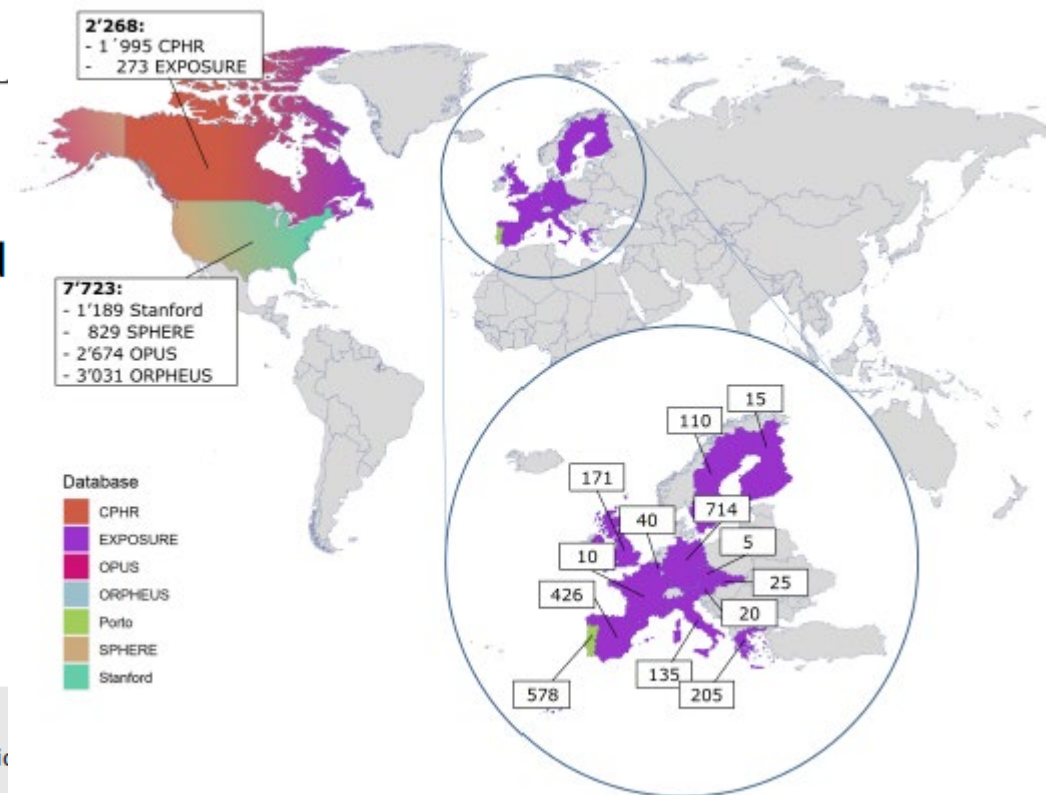 2’268:
- 1´995 CPHR
- 273 EXPOSURE
7’723:
- 1’189 Stanford
- 829 SPHERE
- 2’674 OPUS
- 3’031 ORPHEUS
Database
CPHR
EXPOSURE
OPUS
ORPHEUS
Porto
SPHERE
Stanford
15
110
171
714
40
5
10
25
426
20
135
205
578